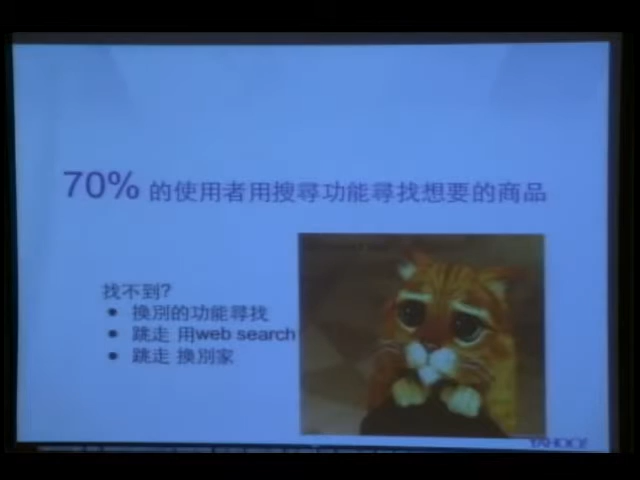 70% 的使用者用搜尋功能尋找想要的商品
找不到?
• 換別的功能尋找
• 跳走 用web search
• 跳走 換別家
YAHOO!